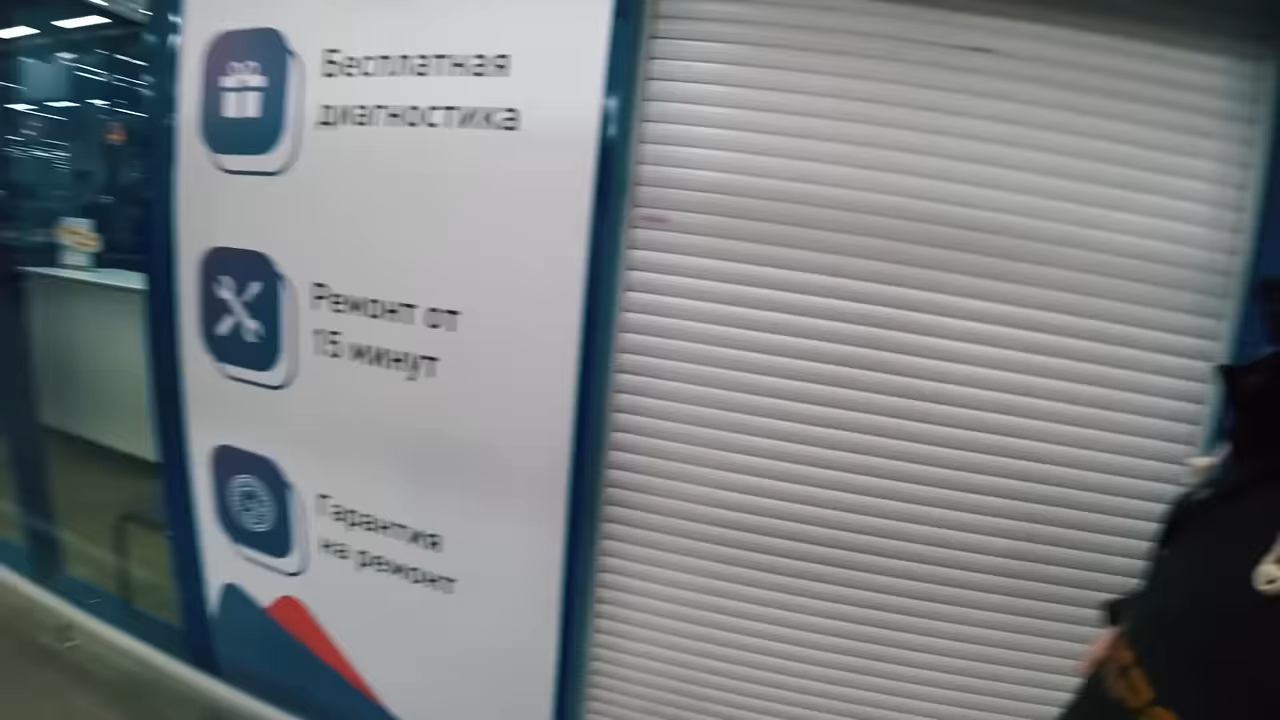 Бесплатная
диагностика
Ремонт от
15 минут
Гарантия
на ремонт